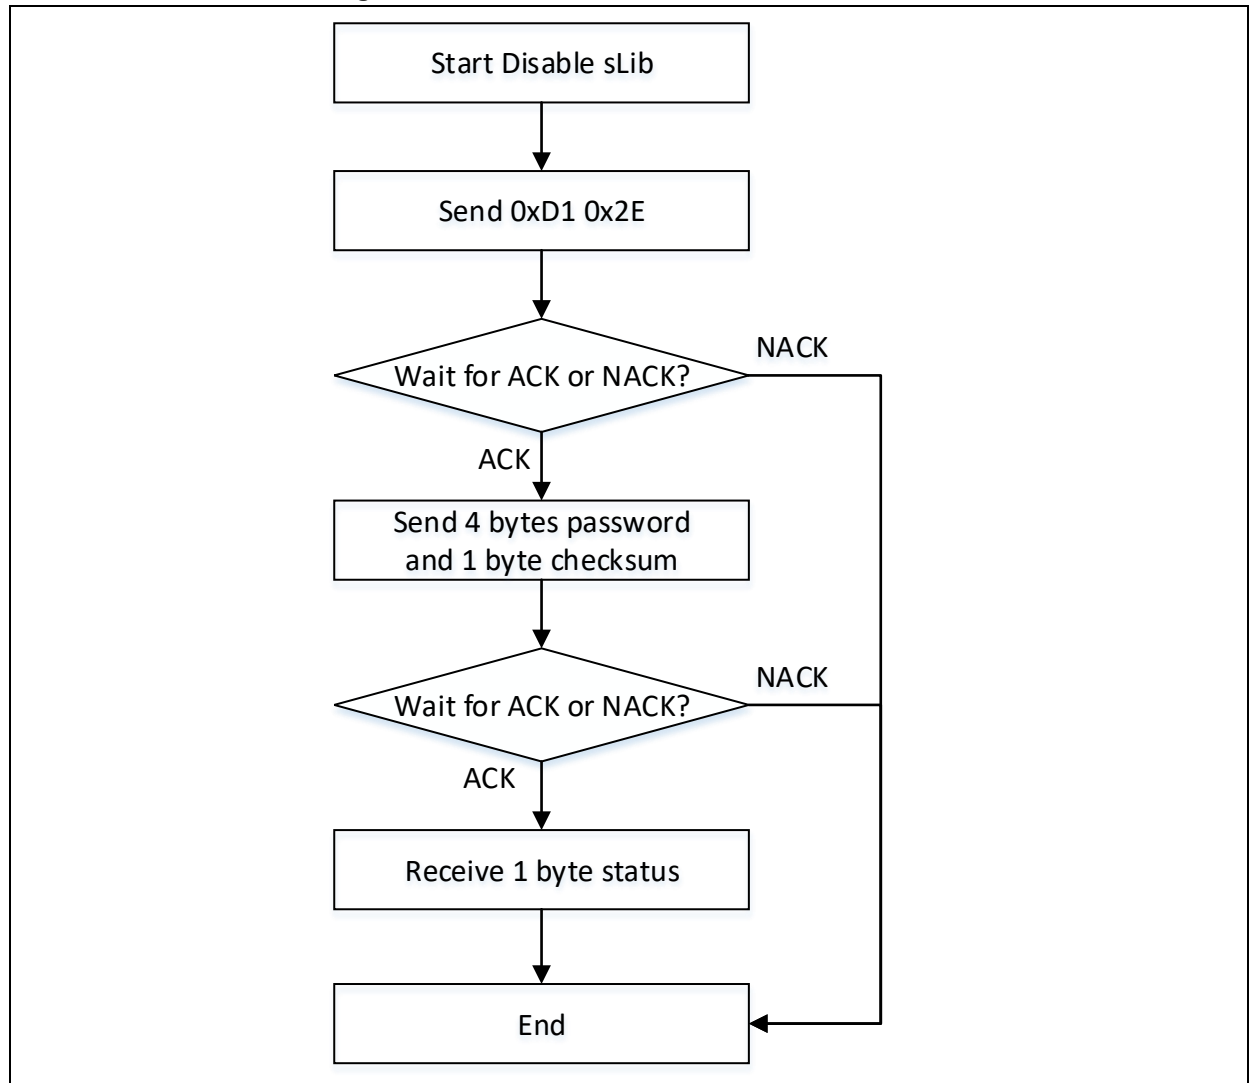 Start Disable sLib
Send 0xD1 0x2E
Wait for ACK or NACK?
NACK
ACK
Send 4 bytes password
and 1 byte checksum
Wait for ACK or NACK?
NACK
ACK
Receive 1 byte status
End